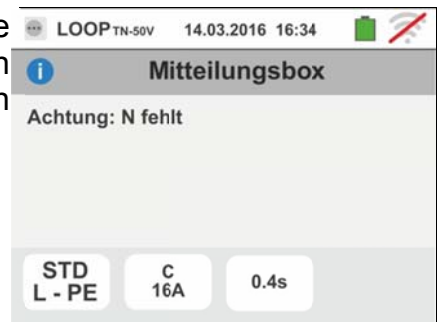 e
n
n
LOOP TN-50V 14.03.2016 16:34
Mitteilungsbox
Achtung: N fehlt
STD
L - PE
C
16A
0.4s